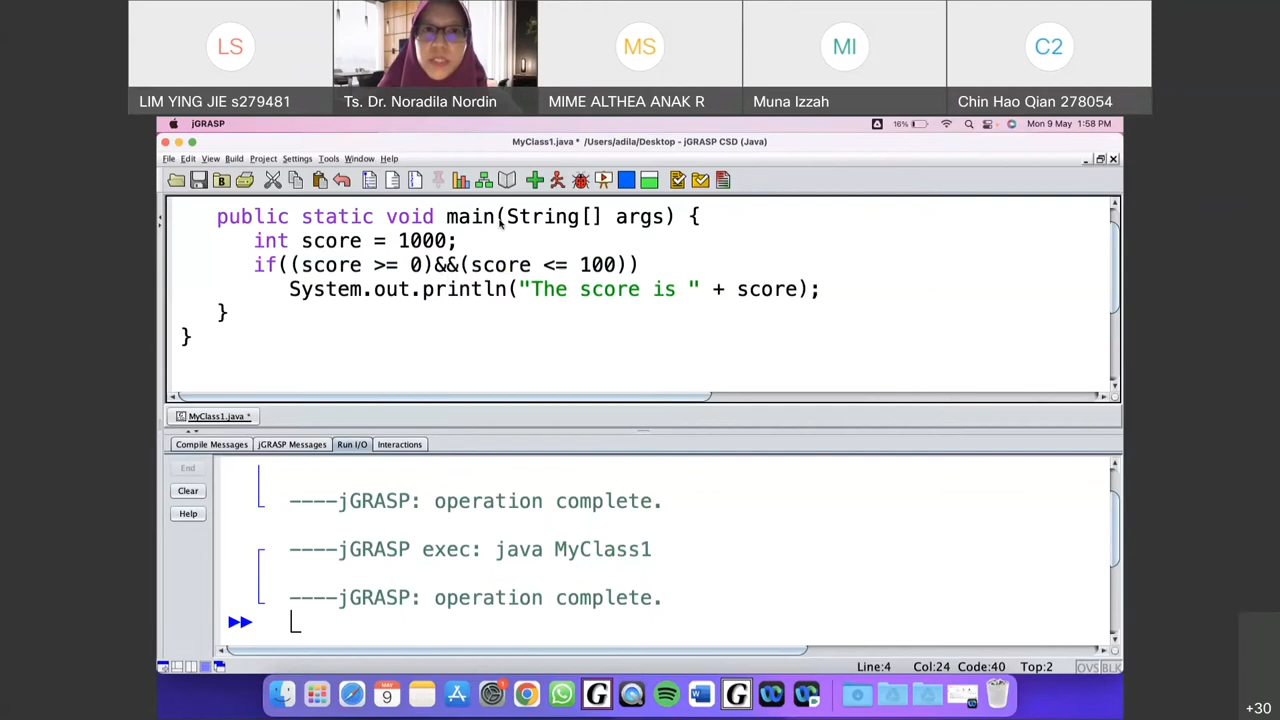 LS
MS
MI
C2
LIM YING JIE s279481
Ts. Dr. Noradila Nordin
MIME ALTHEA ANAK R
Muna Izzah
Chin Hao Qian 278054
jGRASP
16%
Mon 9 May 1:58 PM
MyClass1.java * /Users/adila/Desktop - jGRASP CSD (Java)
File Edit View Build Project Settings Tools Window Help
public static void main(String[] args) {
int score = 1000;
if((score >= 0)&&(score <= 100))
System.out.println("The score is " + score);
}
}
MyClass1.java *
Compile Messages jGRASP Messages Run I/O Interactions
End
Clear
Help
----jGRASP: operation complete.
----jGRASP exec: java MyClass1
----jGRASP: operation complete.
Line:4 Col:24 Code:40 Top:2 OVS BLK
MAY
9
+30